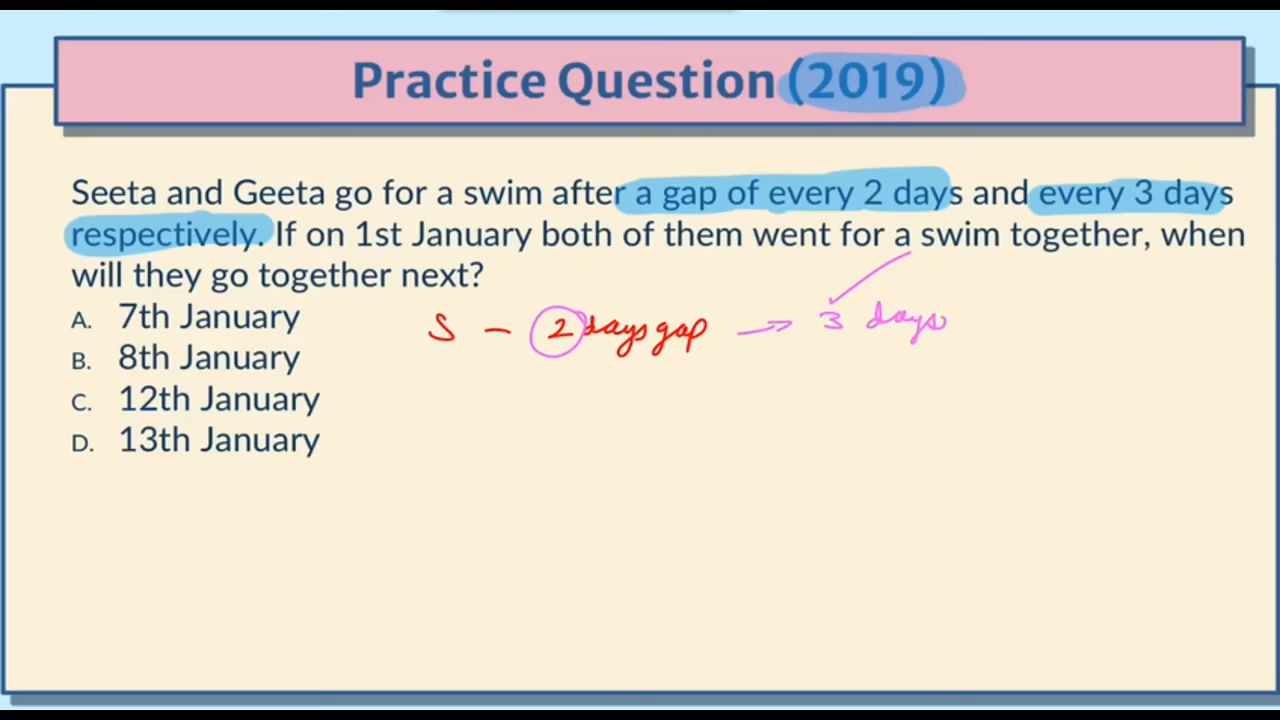 Practice Question (2019)
Seeta and Geeta go for a swim after a gap of every 2 days and every 3 days
respectively. If on 1st January both of them went for a swim together, when
will they go together next?
A. 7th January
B. 8th January
C. 12th January
D. 13th January
S - 2 days gap → 3 days